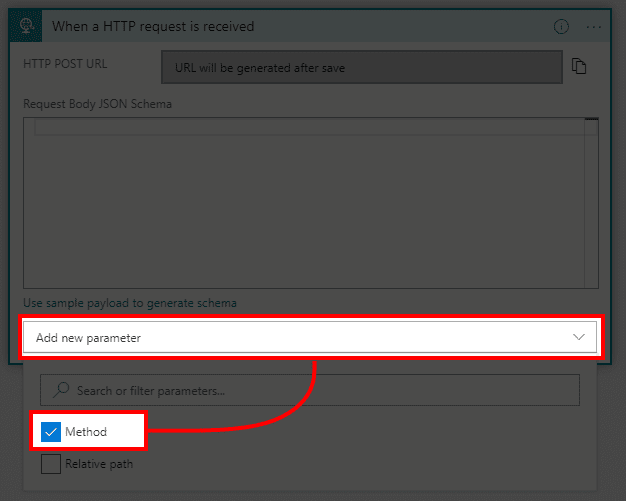 When a HTTP request is received
HTTP POST URL
URL will be generated after save
Request Body JSON Schema
Use sample payload to generate schema
Add new parameter
Search or filter parameters...
Method
Relative path